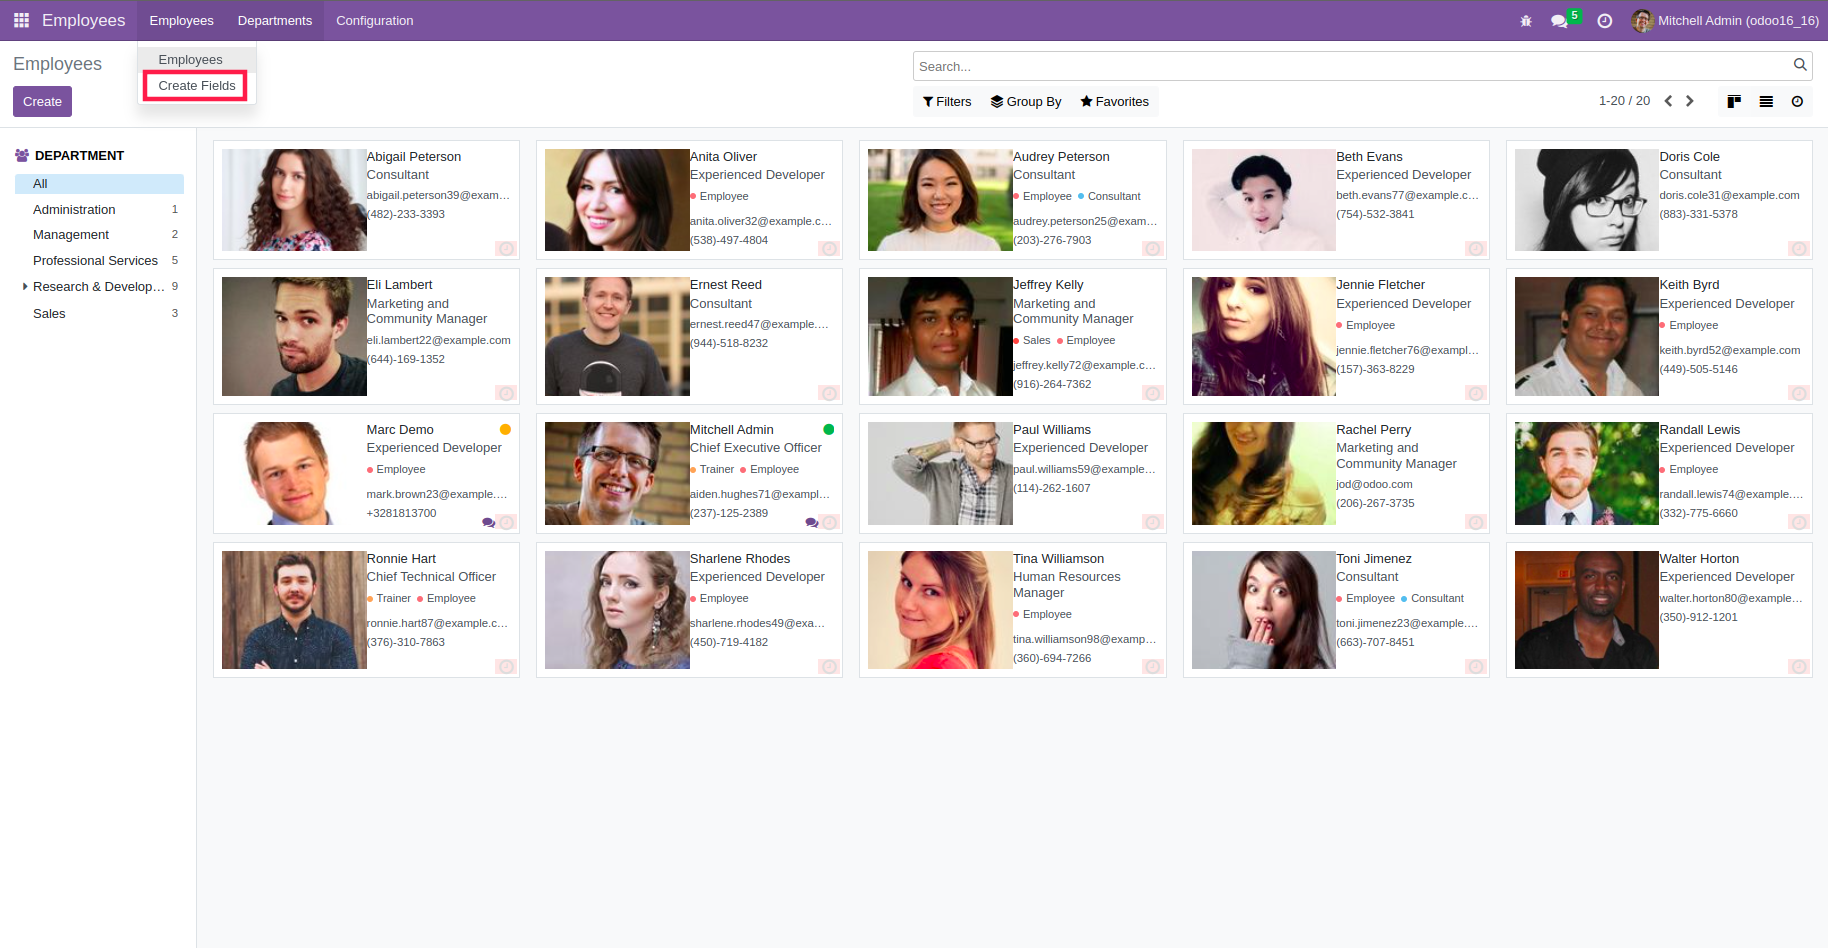 Employees Employees Departments Configuration 5 Mitchell Admin (odoo16_16)
Employees
Create
Employees
Create Fields
Search...
Filters Group By Favorites 1-20 / 20
DEPARTMENT
All
Administration 1
Management 2
Professional Services 5
Research & Develop... 9
Sales 3
Abigail Peterson
Consultant
abigail.peterson39@exam...
(482)-233-3393
Anita Oliver
Experienced Developer
Employee
anita.oliver32@example.c...
(538)-497-4804
Audrey Peterson
Consultant
Employee Consultant
audrey.peterson25@exam...
(203)-276-7903
Beth Evans
Experienced Developer
beth.evans77@example.c...
(754)-532-3841
Doris Cole
Consultant
doris.cole31@example.com
(883)-331-5378
Eli Lambert
Marketing and
Community Manager
eli.lambert22@example.com
(644)-169-1352
Ernest Reed
Consultant
ernest.reed47@example....
(944)-518-8232
Jeffrey Kelly
Marketing and
Community Manager
Sales Employee
jeffrey.kelly72@example.c...
(916)-264-7362
Jennie Fletcher
Experienced Developer
Employee
jennie.fletcher76@exampl...
(157)-363-8229
Keith Byrd
Experienced Developer
Employee
keith.byrd52@example.com
(449)-505-5146
Marc Demo
Experienced Developer
Employee
mark.brown23@example....
+3281813700
Mitchell Admin
Chief Executive Officer
Trainer Employee
aiden.hughes71@exampl...
(237)-125-2389
Paul Williams
Experienced Developer
paul.williams59@example...
(114)-262-1607
Rachel Perry
Marketing and
Community Manager
jod@odoo.com
(206)-267-3735
Randall Lewis
Experienced Developer
Employee
randall.lewis74@example....
(332)-775-6660
Ronnie Hart
Chief Technical Officer
Trainer Employee
ronnie.hart87@example.c...
(376)-310-7863
Sharlene Rhodes
Experienced Developer
Employee
sharlene.rhodes49@exa...
(450)-719-4182
Tina Williamson
Human Resources
Manager
Employee
tina.williamson98@examp...
(360)-694-7266
Toni Jimenez
Consultant
Employee Consultant
toni.jimenez23@example....
(663)-707-8451
Walter Horton
Experienced Developer
walter.horton80@example...
(350)-912-1201